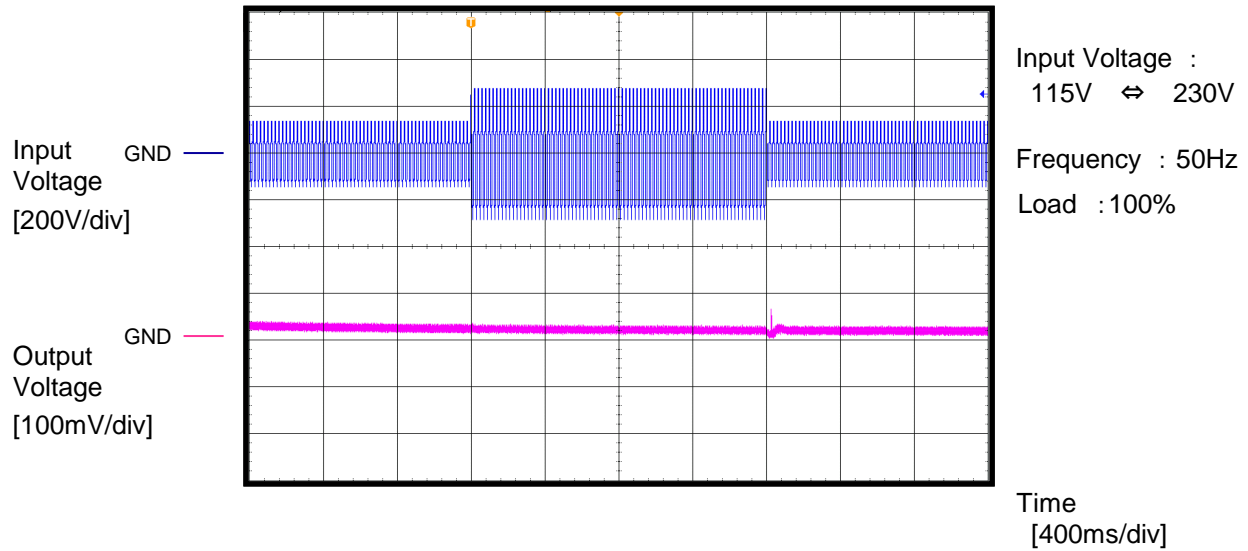 T
Input Voltage :
115V ⇔ 230V
Input
Voltage
[200V/div]
GND
Frequency : 50Hz
Load :100%
GND
Output
Voltage
[100mV/div]
Time
[400ms/div]